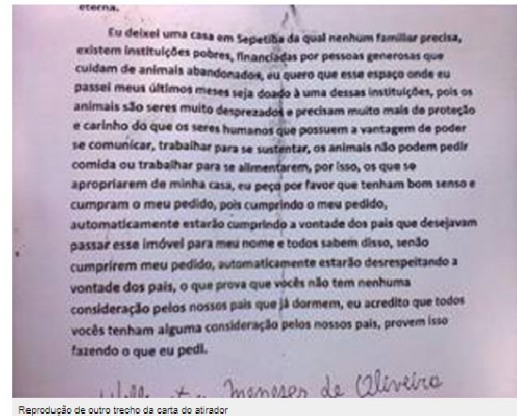 eterna.
Eu deixei uma casa em Sepetiba da qual nenhum familiar precisa,
existem instituições pobres, financiadas por pessoas generosas que
cuidam de animais abandonados, eu quero que esse espaço onde eu
passei meus últimos meses seja doado à uma dessas instituições, pois os
animais são seres muito desprezados e precisam muito mais de proteção
e carinho do que os seres humanos que possuem a vantagem de poder
se comunicar, trabalhar para se sustentar, os animais não podem pedir
comida ou trabalhar para se alimentarem, por isso, os que se
apropriarem de minha casa, eu peço por favor que tenham bom senso e
cumpram o meu pedido, pois cumprindo o meu pedido,
automaticamente estarão cumprindo a vontade dos pais que desejavam
passar esse imóvel para meu nome e todos sabem disso, senão
cumprirem meu pedido, automaticamente estarão desrespeitando a
vontade dos pais, o que prova que vocês não tem nenhuma
consideração pelos nossos pais que já dormem, eu acredito que todos
vocês tenham alguma consideração pelos nossos pais, provem isso
fazendo o que eu pedi.
Meneses de Oliveira
Reprodução de outro trecho da carta do atirador